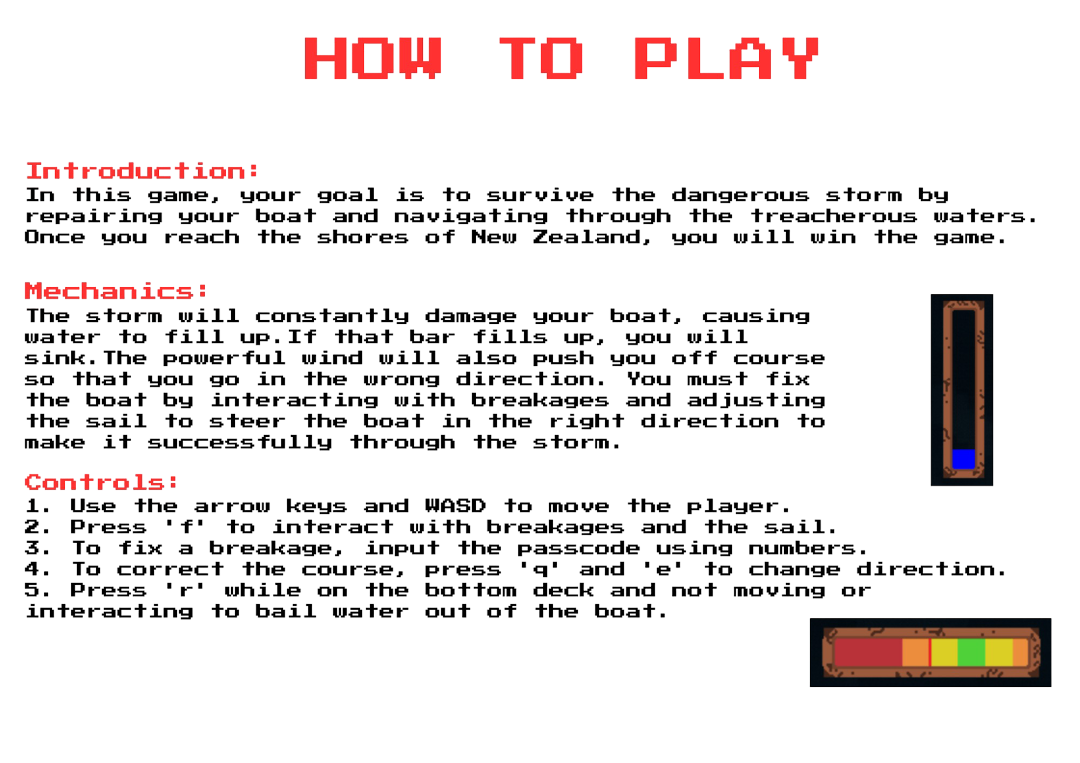 HOW TO PLAY
Introduction:
In this game, your goal is to survive the dangerous storm by
repairing your boat and navigating through the treacherous waters.
Once you reach the shores of New Zealand, you will win the game.
Mechanics:
The storm will constantly damage your boat, causing
water to fill up.If that bar fills up, you will
sink.The powerful wind will also push you off course
so that you go in the wrong direction. You must fix
the boat by interacting with breakages and adjusting
the sail to steer the boat in the right direction to
make it successfully through the storm.
Controls:
1. Use the arrow keys and WASD to move the player.
2. Press 'f' to interact with breakages and the sail.
3. To fix a breakage, input the passcode using numbers.
4. To correct the course, press 'q' and 'e' to change direction.
5. Press 'r' while on the bottom deck and not moving or
interacting to bail water out of the boat.